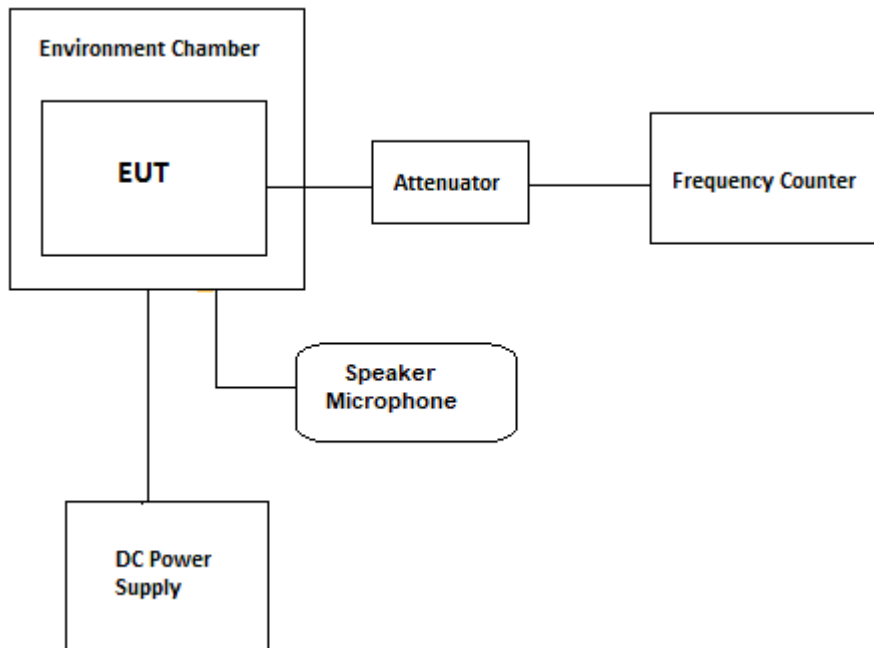 Environment Chamber
EUT
Attenuator
Frequency Counter
Speaker
Microphone
DC Power
Supply